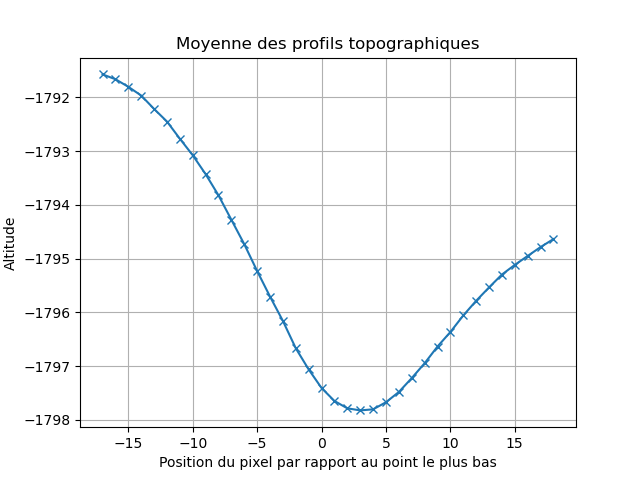 Moyenne des profils topographiques
−1792
−1793
−1794
−1795
−1796
−1797
−1798
Altitude
−15 −10 −5 0 5 10 15
Position du pixel par rapport au point le plus bas